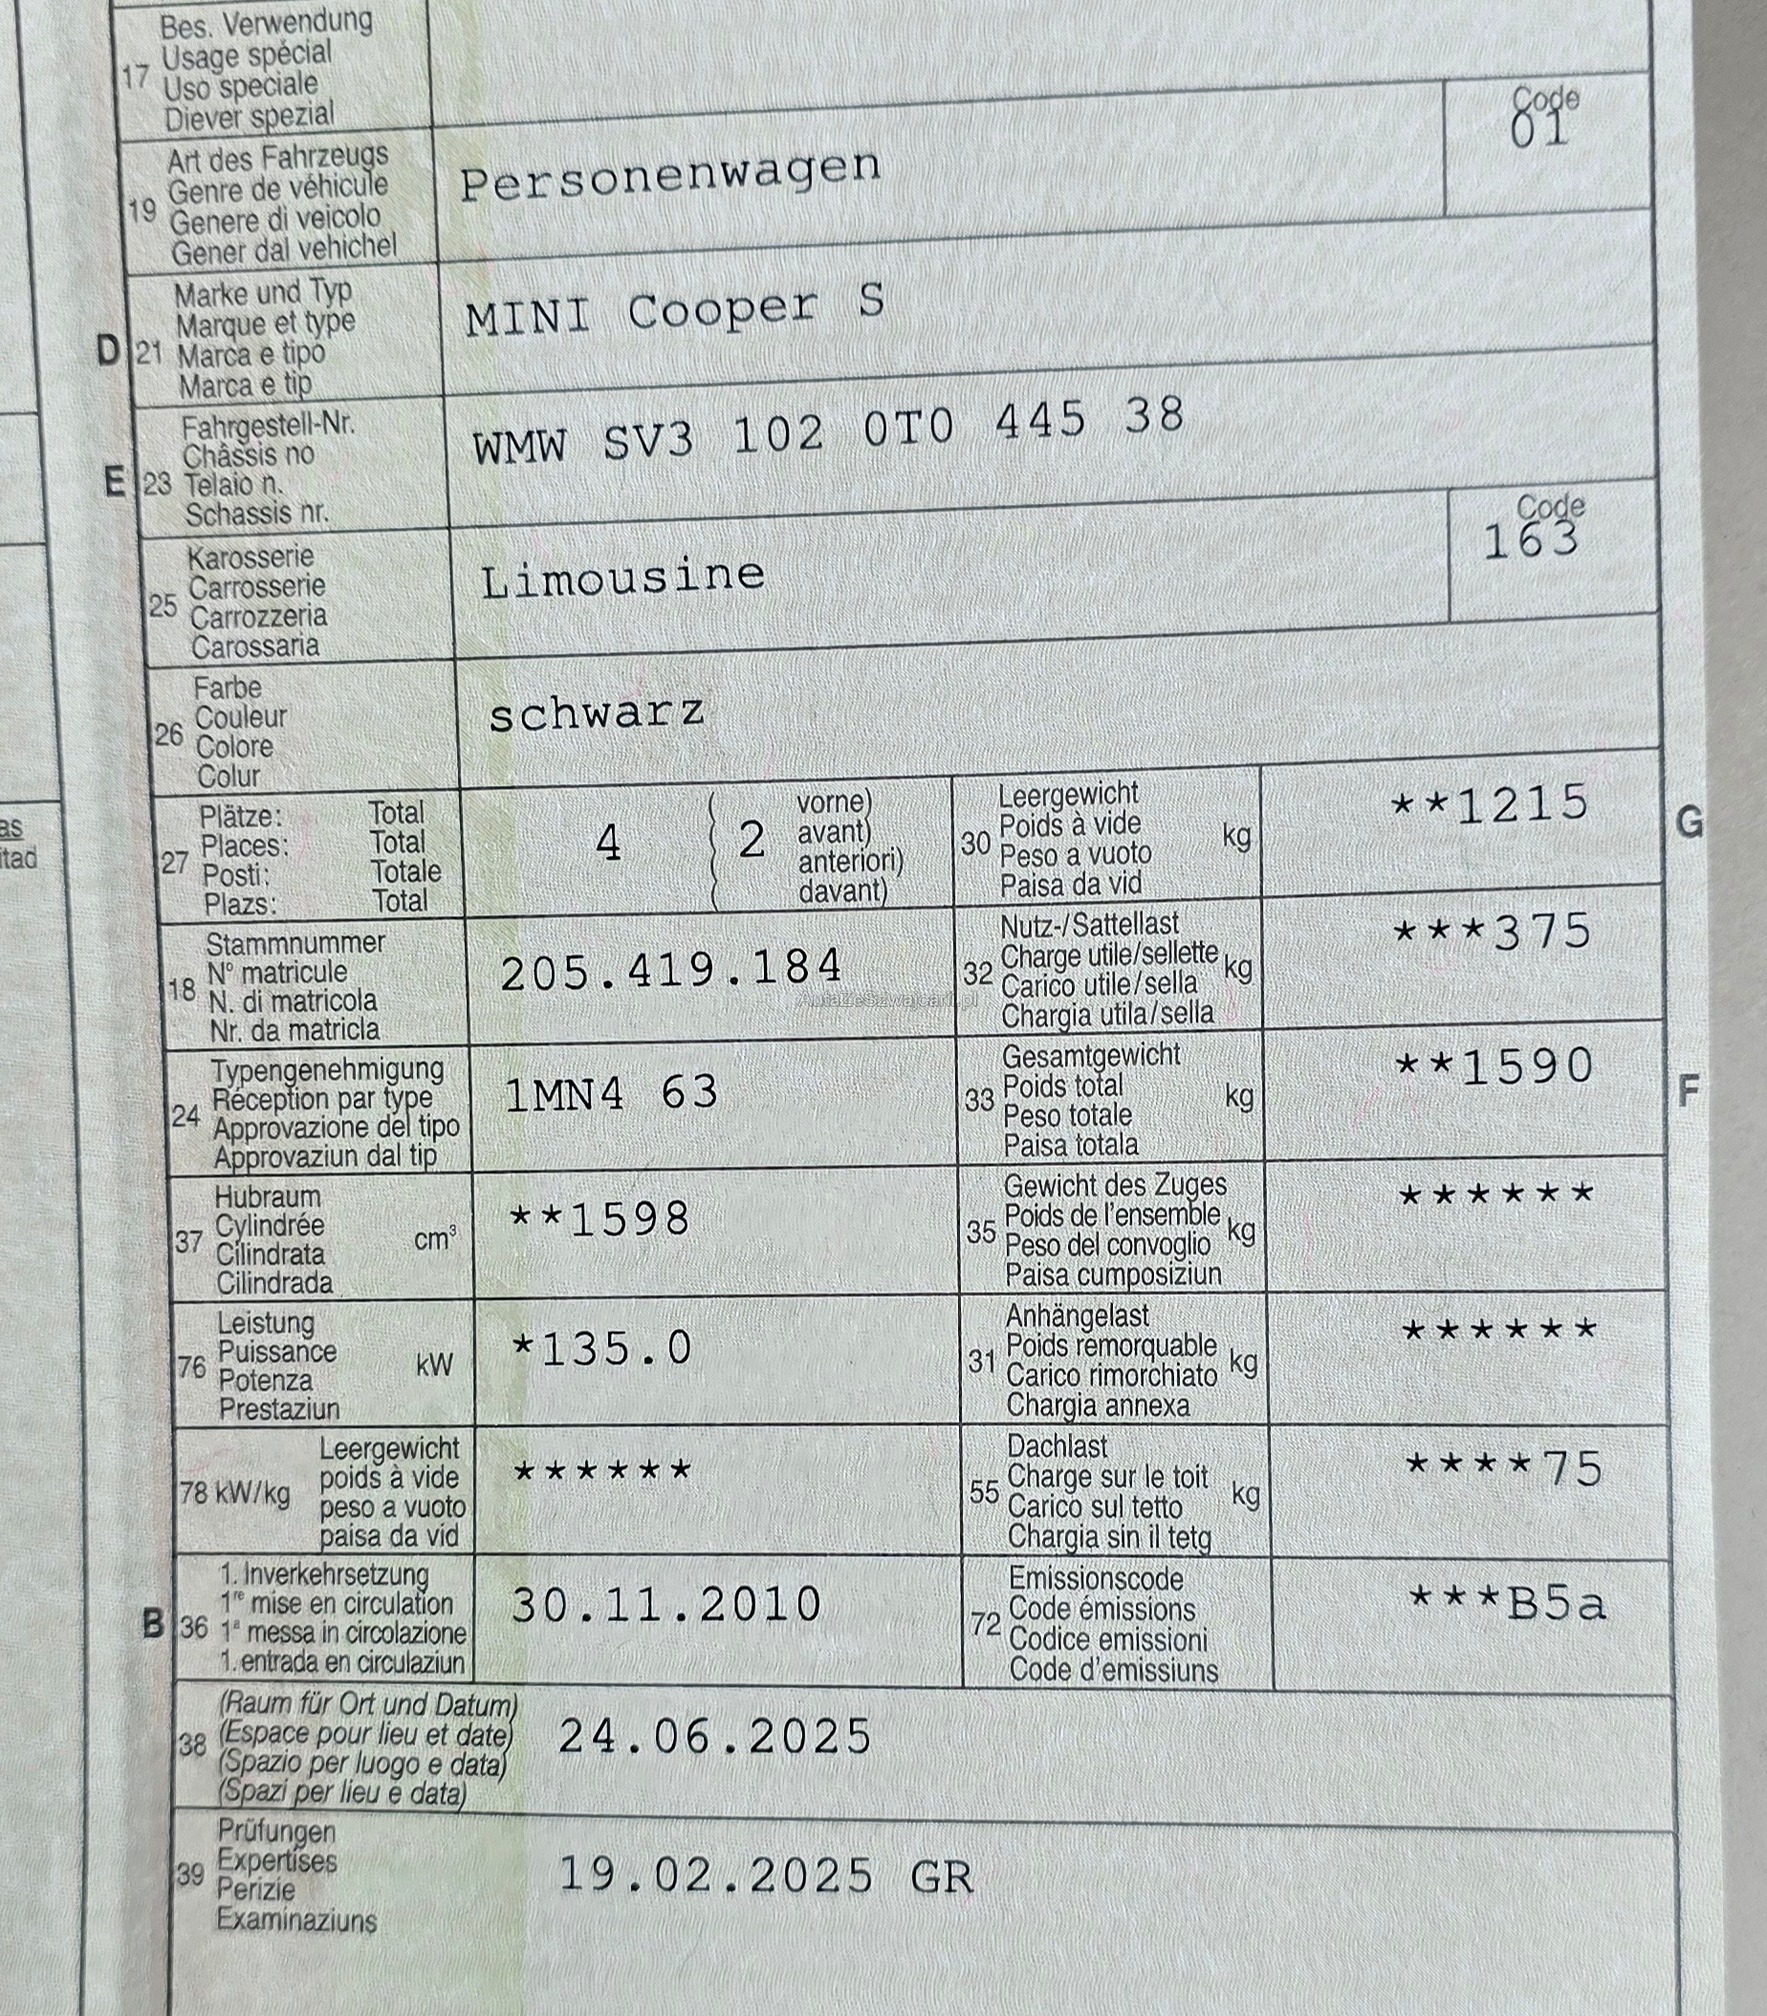 Bes. Verwendung
17 Usage spécial
Uso speciale
Diever spezial
Code
01
Art des Fahrzeugs
19 Genre de véhicule
Genere di veicolo
Gener dal vehichel
Personenwagen
Marke und Typ
D 21 Marque et type
Marca e tipo
Marca e tip
MINI Cooper S
Fahrgestell-Nr.
Châssis no
E 23 Telaio n.
Schassis nr.
WMW SV3 102 0T0 445 38
Code
163
Karosserie
25 Carrosserie
Carrozzeria
Carossaria
Limousine
Farbe
26 Couleur
Colore
Colur
schwarz
27 Plätze: Total
Places: Total
Posti: Totale
Plazs: Total
4 ( 2 vorne)
avant)
anteriori)
davant)
30 Leergewicht
Poids à vide kg
Peso a vuoto
Paisa da vid
**1215 G
18 Stammnummer
N° matricule
N. di matricola
Nr. da matricla
205.419.184
AutaZeSzwajcarii.pl
32 Nutz-/Sattellast
Charge utile/sellette kg
Carico utile/sella
Chargia utila/sella
***375
24 Typengenehmigung
Réception par type
Approvazione del tipo
Approvaziun dal tip
1MN4 63
33 Gesamtgewicht
Poids total kg
Peso totale
Paisa totala
**1590 F
37 Hubraum
Cylindrée cm³
Cilindrata
Cilindrada
**1598
35 Gewicht des Zuges
Poids de l'ensemble kg
Peso del convoglio
Paisa cumposiziun
******
76 Leistung
Puissance kW
Potenza
Prestaziun
*135.0
31 Anhängelast
Poids remorquable kg
Carico rimorchiato
Chargia annexa
******
78 kW/kg Leergewicht
poids à vide
peso a vuoto
paisa da vid
******
55 Dachlast
Charge sur le toit kg
Carico sul tetto
Chargia sin il tetg
****75
B 36 1. Inverkehrsetzung
1re mise en circulation
1a messa in circolazione
1. entrada en circulaziun
30.11.2010
72 Emissionscode
Code émissions
Codice emissioni
Code d'emissiuns
***B5a
38 (Raum für Ort und Datum)
(Espace pour lieu et date)
(Spazio per luogo e data)
(Spazi per lieu e data)
24.06.2025
39 Prüfungen
Expertises
Perizie
Examinaziuns
19.02.2025 GR